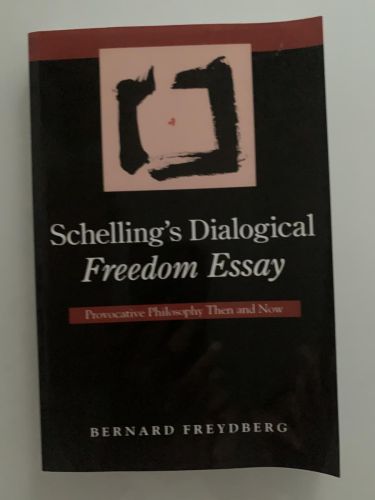 Schelling's Dialogical
Freedom Essay
Provocative Philosophy Then and Now
BERNARD FREYDBERG